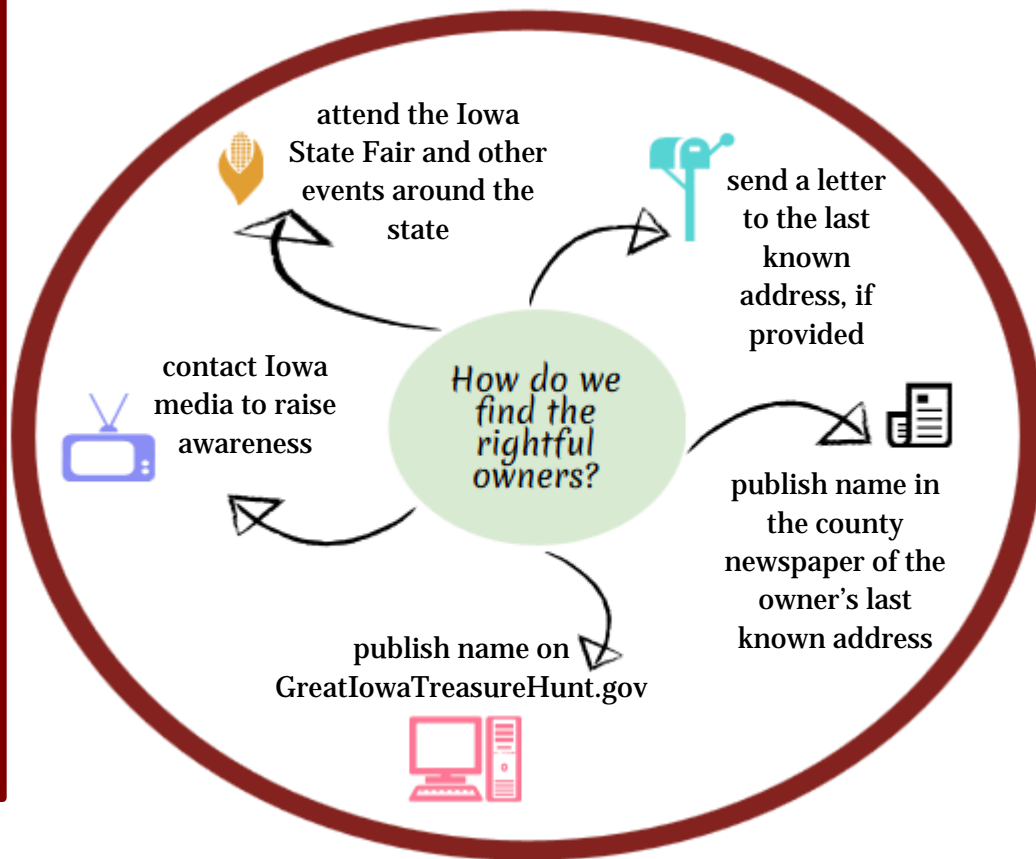 How do we
find the
rightful
owners?
attend the Iowa
State Fair and other
events around the
state
send a letter
to the last
known
address, if
provided
publish name in
the county
newspaper of the
owner's last
known address
publish name on
GreatIowaTreasureHunt.gov
contact Iowa
media to raise
awareness